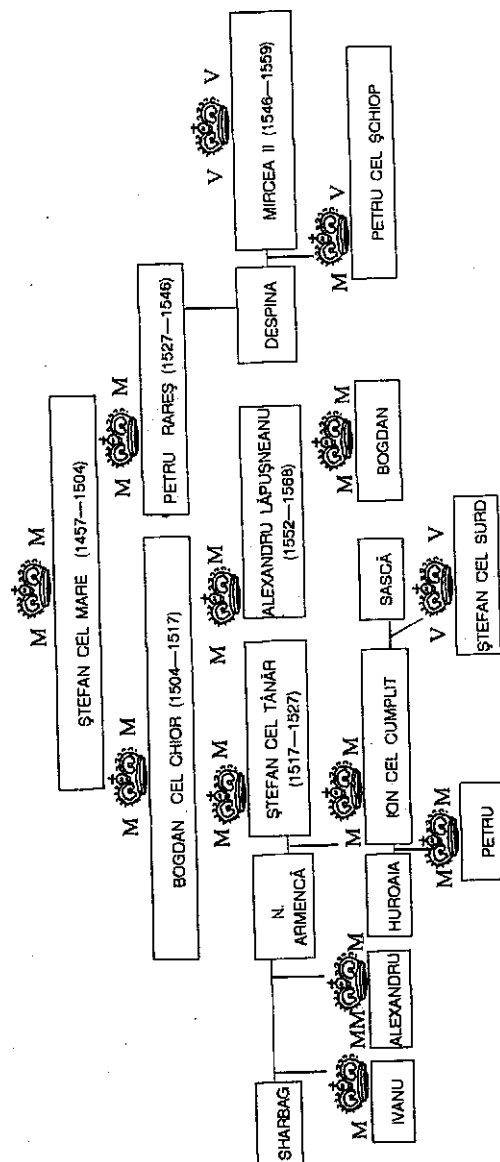 M M
ŞTEFAN CEL MARE (1457—1504)
M M
BOGDAN CEL CHIOR (1504—1517)
M M
PETRU RAREŞ (1527—1546)
SHARBAG
N.
ARMENCĂ
M M
ŞTEFAN CEL TÂNĂR
(1517—1527)
M M
ALEXANDRU LĂPUŞNEANU
(1552—1568)
DESPINA
V V
MIRCEA II (1546—1559)
M
IVANU
MM M
ALEXANDRU
HUROAIA
M M
ION CEL CUMPLIT
SASCĂ
M M
BOGDAN
M V
PETRU CEL ŞCHIOP
M M
PETRU
V V
ŞTEFAN CEL SURD